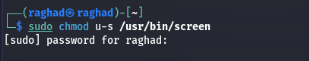 ┌──(raghad㉿raghad)-[~]
└─$ sudo chmod u-s /usr/bin/screen
[sudo] password for raghad: